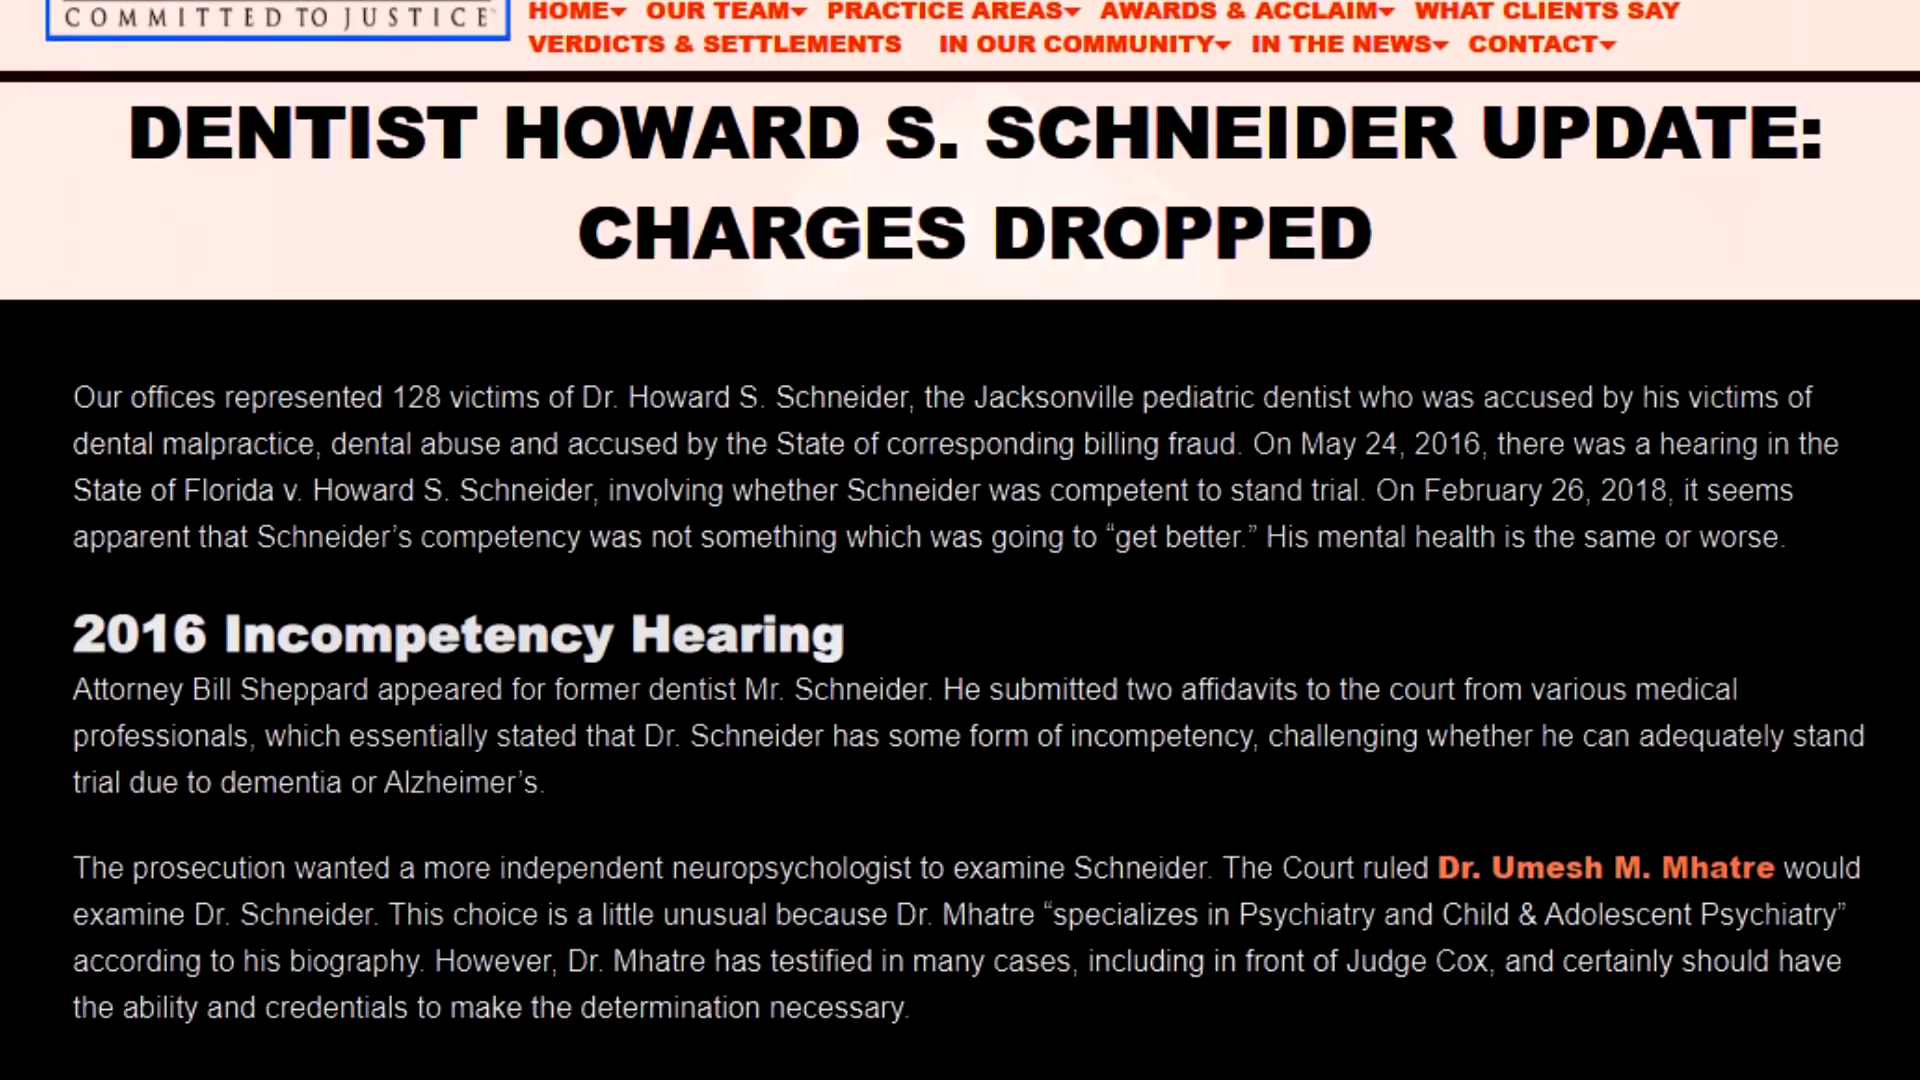 COMMITTED TO JUSTICE
HOME OUR TEAM PRACTICE AREAS AWARDS & ACCLAIM WHAT CLIENTS SAY
VERDICTS & SETTLEMENTS IN OUR COMMUNITY IN THE NEWS CONTACT
DENTIST HOWARD S. SCHNEIDER UPDATE:
CHARGES DROPPED
Our offices represented 128 victims of Dr. Howard S. Schneider, the Jacksonville pediatric dentist who was accused by his victims of
dental malpractice, dental abuse and accused by the State of corresponding billing fraud. On May 24, 2016, there was a hearing in the
State of Florida v. Howard S. Schneider, involving whether Schneider was competent to stand trial. On February 26, 2018, it seems
apparent that Schneider’s competency was not something which was going to “get better.” His mental health is the same or worse.
2016 Incompetency Hearing
Attorney Bill Sheppard appeared for former dentist Mr. Schneider. He submitted two affidavits to the court from various medical
professionals, which essentially stated that Dr. Schneider has some form of incompetency, challenging whether he can adequately stand
trial due to dementia or Alzheimer’s.
The prosecution wanted a more independent neuropsychologist to examine Schneider. The Court ruled Dr. Umesh M. Mhatre would
examine Dr. Schneider. This choice is a little unusual because Dr. Mhatre “specializes in Psychiatry and Child & Adolescent Psychiatry”
according to his biography. However, Dr. Mhatre has testified in many cases, including in front of Judge Cox, and certainly should have
the ability and credentials to make the determination necessary.